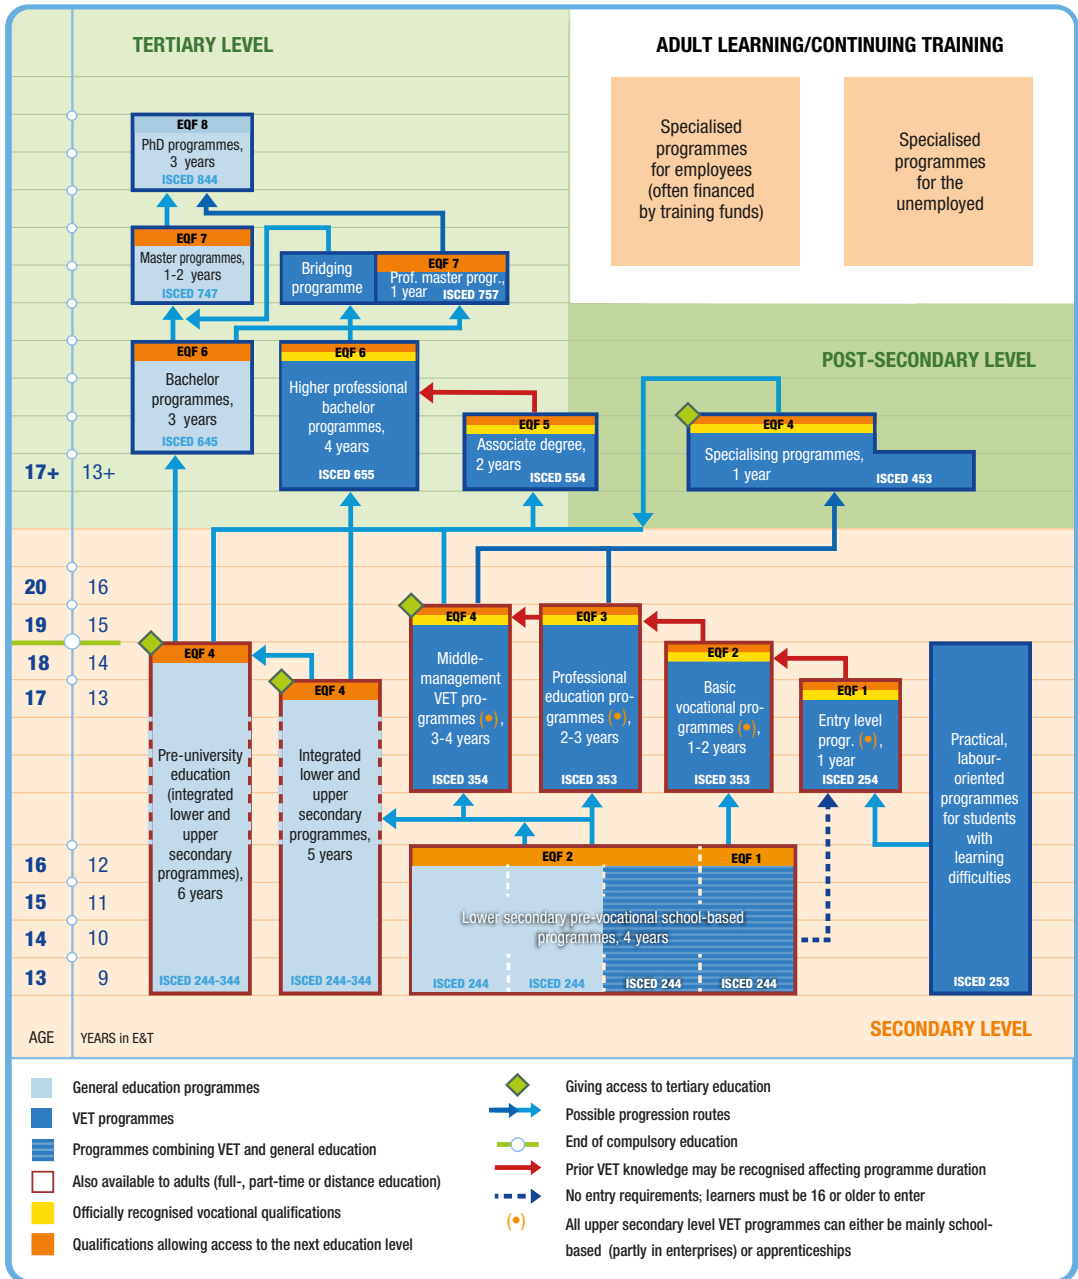 TERTIARY LEVEL
ADULT LEARNING/CONTINUING TRAINING
Specialised
programmes
for employees
(often financed
by training funds)
Specialised
programmes
for the
unemployed
EQF 8
PhD programmes,
3 years
ISCED 844
EQF 7
Master programmes,
1-2 years
ISCED 747
Bridging
programme
EQF 7
Prof. master progr.,
1 year ISCED 757
POST-SECONDARY LEVEL
EQF 6
Bachelor
programmes,
3 years
ISCED 645
EQF 6
Higher professional
bachelor
programmes,
4 years
ISCED 655
EQF 5
Associate degree,
2 years
ISCED 554
EQF 4
Specialising programmes,
1 year
ISCED 453
17+ 13+
20 16
19 15
18 14
17 13
16 12
15 11
14 10
13 9
AGE YEARS in E&T
EQF 4
Pre-university
education
(integrated
lower and
upper
secondary
programmes),
6 years
ISCED 244-344
EQF 4
Integrated
lower and
upper
secondary
programmes,
5 years
ISCED 244-344
EQF 4
Middle-
management
VET pro-
grammes (•),
3-4 years
ISCED 354
EQF 3
Professional
education pro-
grammes (•),
2-3 years
ISCED 353
EQF 2
Basic
vocational pro-
grammes (•),
1-2 years
ISCED 353
EQF 1
Entry level
progr. (•),
1 year
ISCED 254
Practical,
labour-
oriented
programmes
for students
with
learning
difficulties
ISCED 253
EQF 2 EQF 1
Lower secondary pre-vocational school-based
programmes, 4 years
ISCED 244 ISCED 244 ISCED 244 ISCED 244
SECONDARY LEVEL
General education programmes
VET programmes
Programmes combining VET and general education
Also available to adults (full-, part-time or distance education)
Officially recognised vocational qualifications
Qualifications allowing access to the next education level
Giving access to tertiary education
Possible progression routes
End of compulsory education
Prior VET knowledge may be recognised affecting programme duration
No entry requirements; learners must be 16 or older to enter
(•) All upper secondary level VET programmes can either be mainly school-
based (partly in enterprises) or apprenticeships